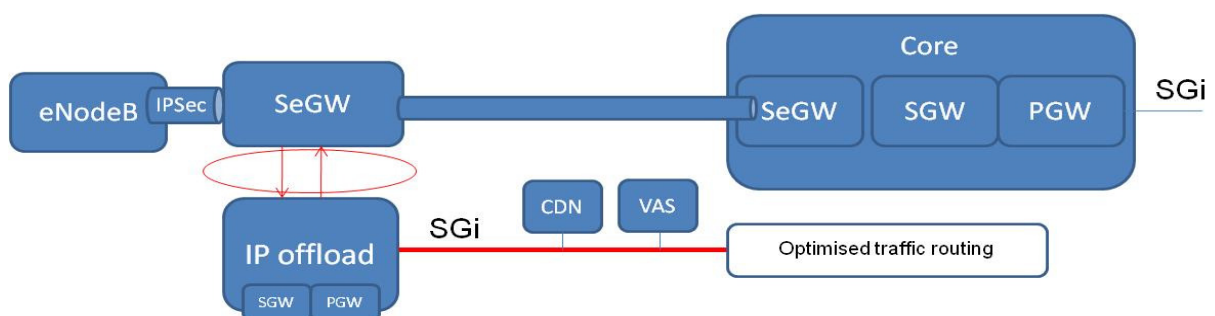 Core
eNodeB
IPSec
SeGW
SeGW
SGW
PGW
SGi
IP offload
SGW
PGW
SGi
CDN
VAS
Optimised traffic routing